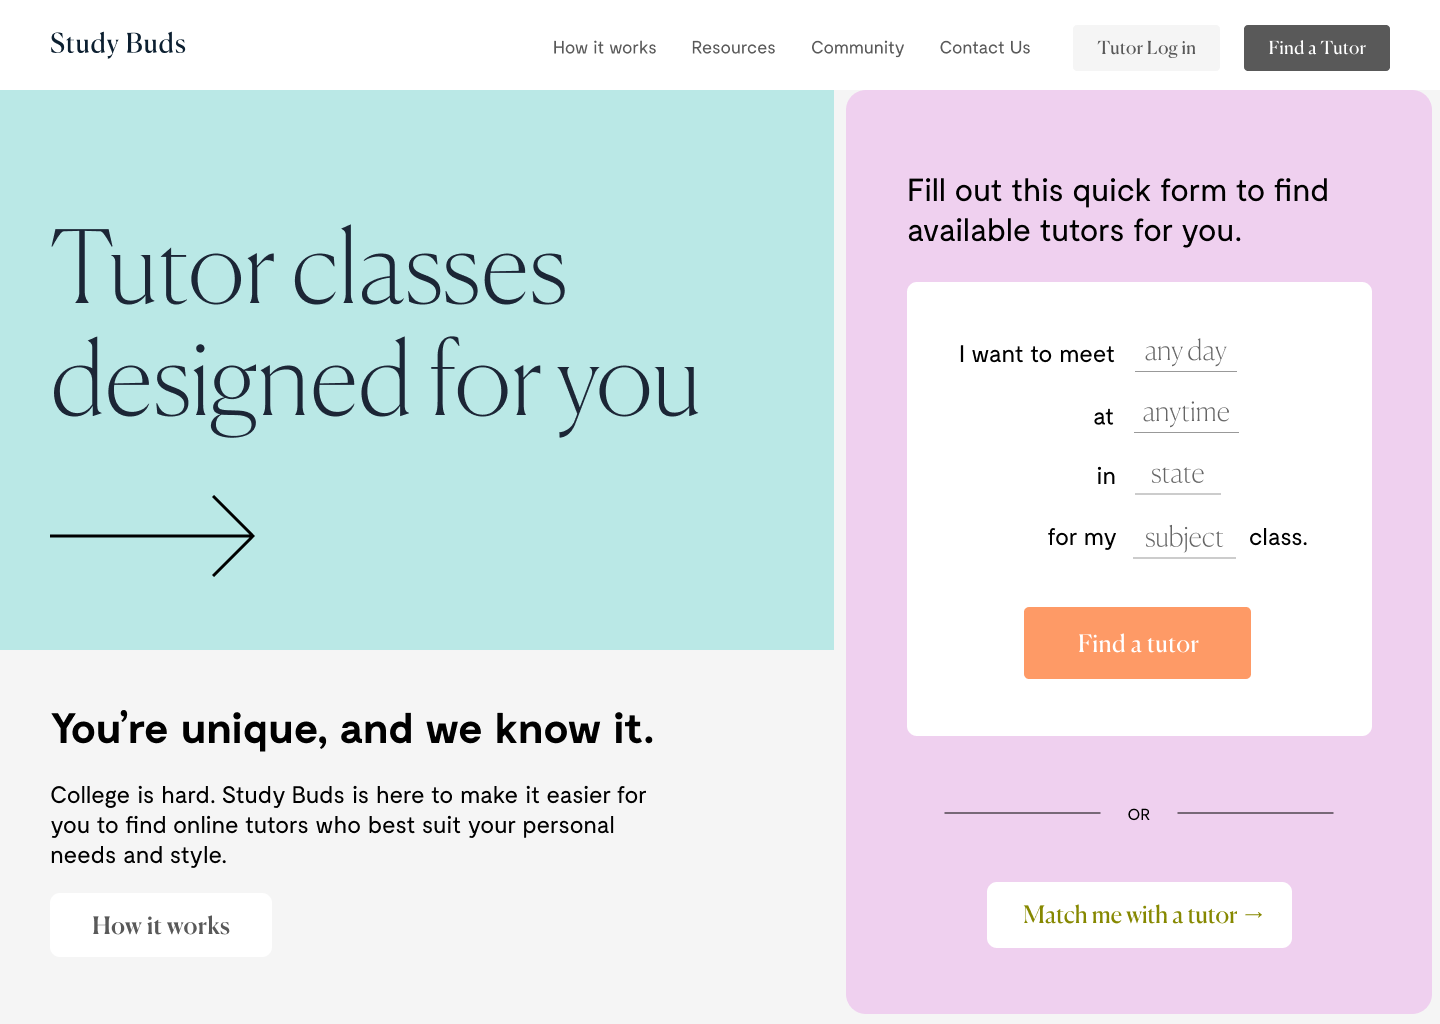 Study Buds
How it works
Resources
Community
Contact Us
Tutor Log in
Find a Tutor
Tutor classes
designed for you
You’re unique, and we know it.
College is hard. Study Buds is here to make it easier for
you to find online tutors who best suit your personal
needs and style.
How it works
Fill out this quick form to find
available tutors for you.
I want to meet any day
at anytime
in state
for my subject class.
Find a tutor
OR
Match me with a tutor →